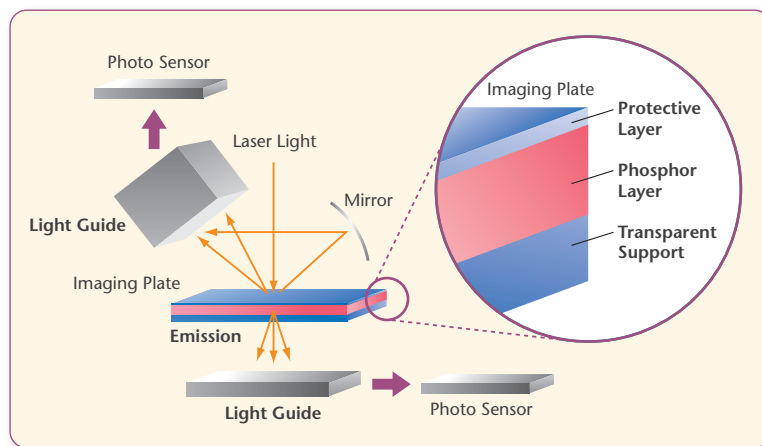 Photo Sensor
Laser Light
Mirror
Light Guide
Imaging Plate
Emission
Light Guide
Photo Sensor
Imaging Plate
Protective
Layer
Phosphor
Layer
Transparent
Support